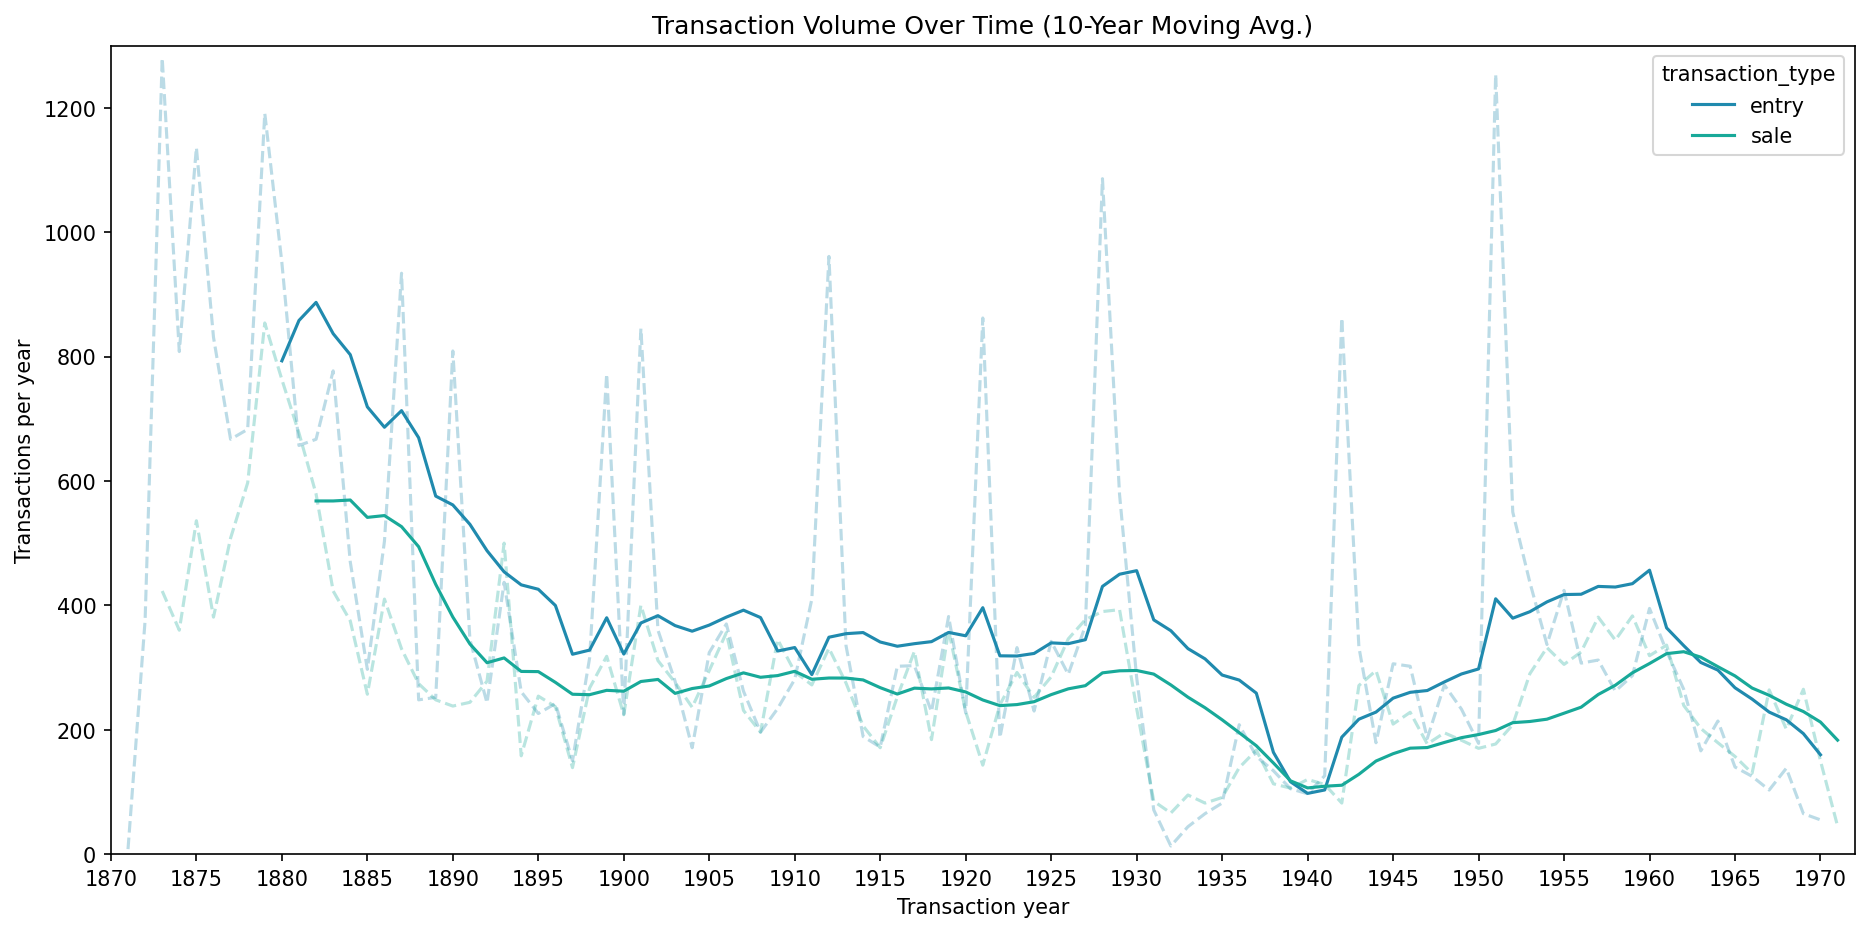 Transaction Volume Over Time (10-Year Moving Avg.)
transaction_type
entry
sale
Transactions per year
1200
1000
800
600
400
200
0
1870 1875 1880 1885 1890 1895 1900 1905 1910 1915 1920 1925 1930 1935 1940 1945 1950 1955 1960 1965 1970
Transaction year